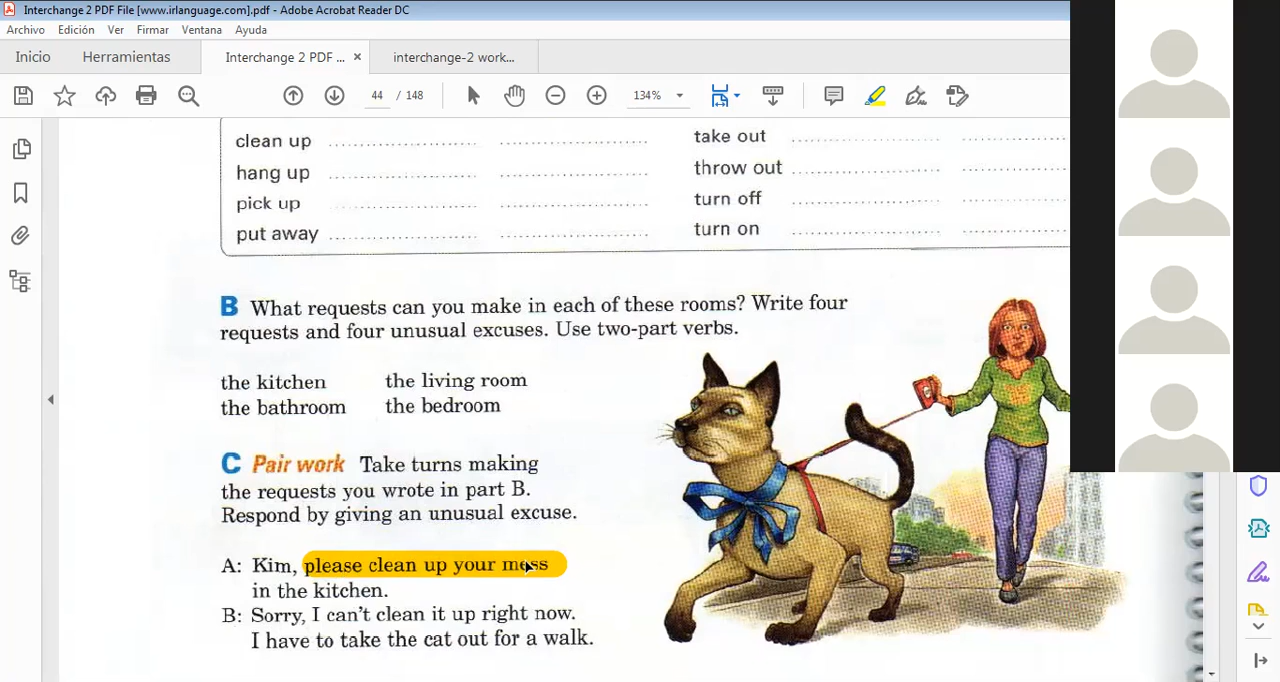 Interchange 2 PDF File [www.irlanguage.com].pdf - Adobe Acrobat Reader DC
Archivo Edición Ver Firmar Ventana Ayuda
Inicio Herramientas Interchange 2 PDF ... × interchange-2 work...
44 / 148 134%
clean up take out
hang up throw out
pick up turn off
put away turn on
B What requests can you make in each of these rooms? Write four
requests and four unusual excuses. Use two-part verbs.
the kitchen the living room
the bathroom the bedroom
C Pair work Take turns making
the requests you wrote in part B.
Respond by giving an unusual excuse.
A: Kim, please clean up your mess
in the kitchen.
B: Sorry, I can't clean it up right now.
I have to take the cat out for a walk.